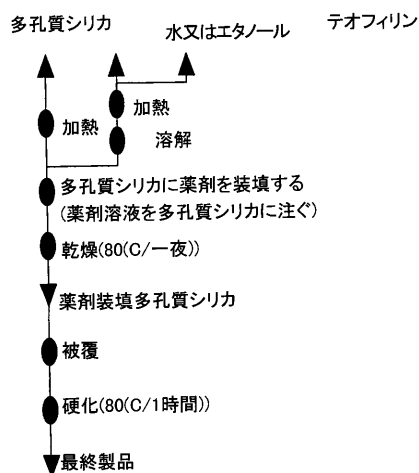 多孔質シリカ 水又はエタノール テオフィリン
加熱
加熱
溶解
多孔質シリカに薬剤を装填する
(薬剤溶液を多孔質シリカに注ぐ)
乾燥(80(C/一夜))
薬剤装填多孔質シリカ
被覆
硬化(80(C/1時間))
最終製品